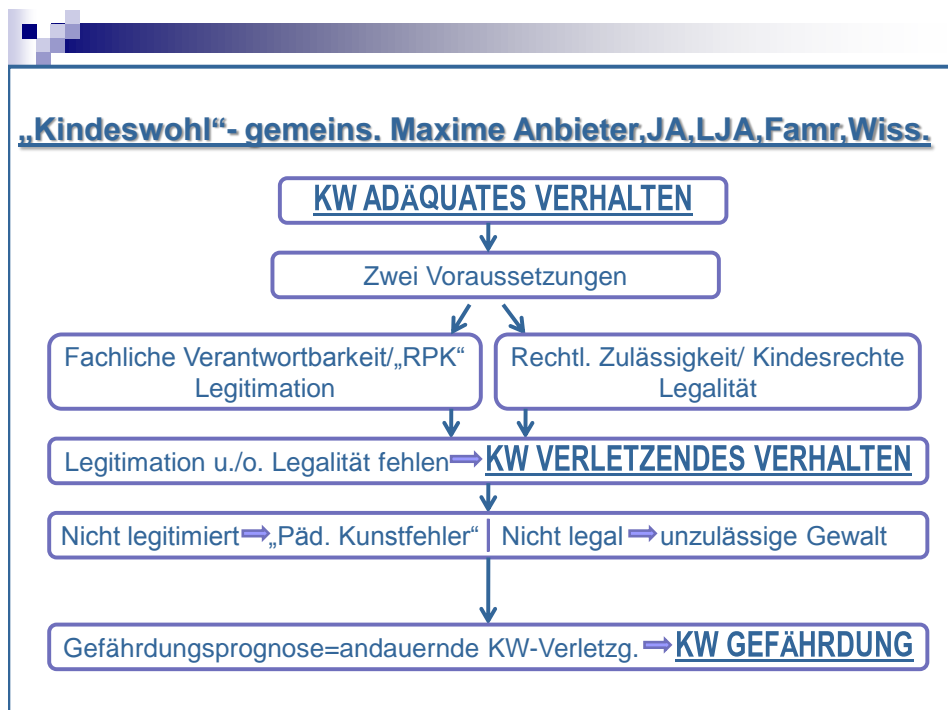 „Kindeswohl“- gemeins. Maxime Anbieter,JA,LJA,Famr,Wiss.
KW ADÄQUATES VERHALTEN
Zwei Voraussetzungen
Fachliche Verantwortbarkeit/„RPK“
Legitimation
Rechtl. Zulässigkeit/ Kindesrechte
Legalität
Legitimation u./o. Legalität fehlen⇨KW VERLETZENDES VERHALTEN
Nicht legitimiert⇨„Päd. Kunstfehler“ | Nicht legal⇨unzulässige Gewalt
Gefährdungsprognose=andauernde KW-Verletzg.⇨KW GEFÄHRDUNG